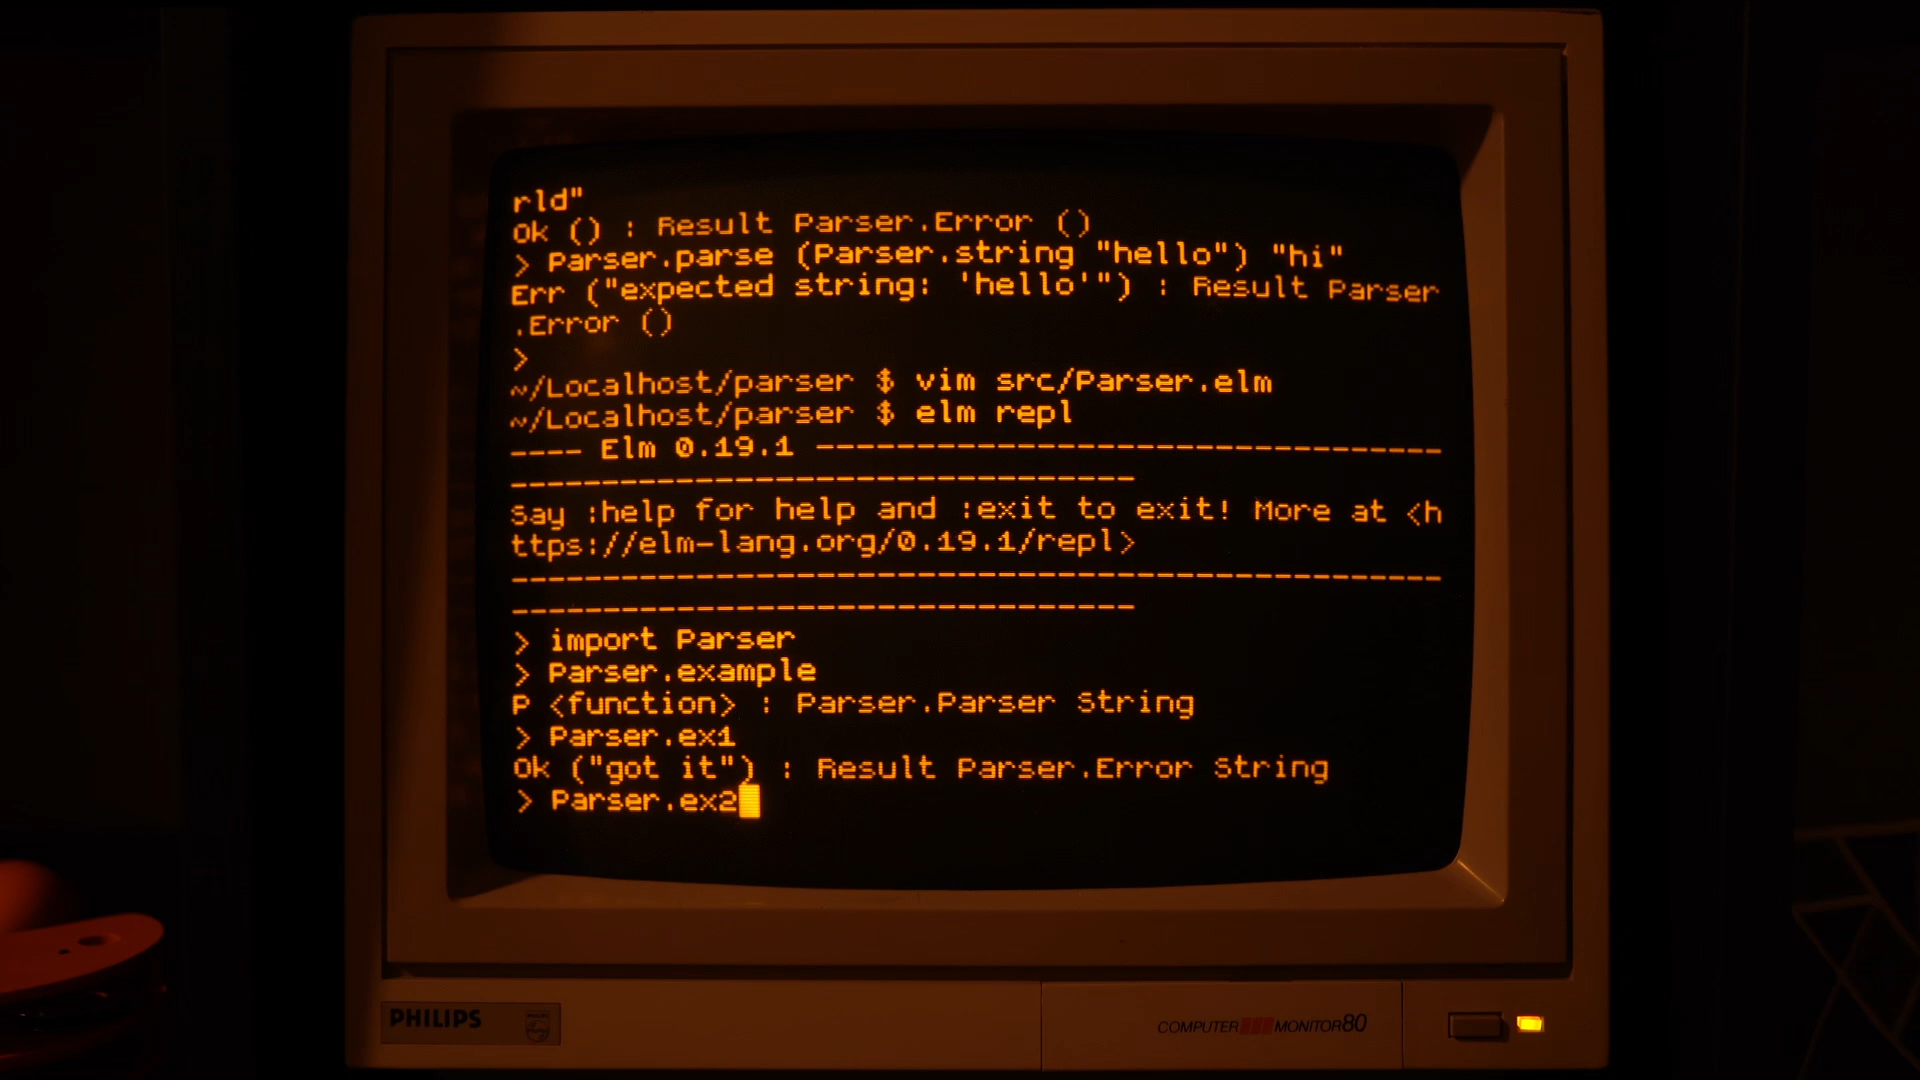 rld"
Ok () : Result Parser.Error ()
> Parser.parse (Parser.string "hello") "hi"
Err ("expected string: 'hello'") : Result Parser
.Error ()
>
~/Localhost/parser $ vim src/Parser.elm
~/Localhost/parser $ elm repl
---- Elm 0.19.1 --------------------------------
--------------------------------
Say :help for help and :exit to exit! More at <h
ttps://elm-lang.org/0.19.1/repl>
------------------------------------------------
--------------------------------
> import Parser
> Parser.example
P <function> : Parser.Parser String
> Parser.ex1
Ok ("got it") : Result Parser.Error String
> Parser.ex2
PHILIPS
COMPUTER MONITOR80